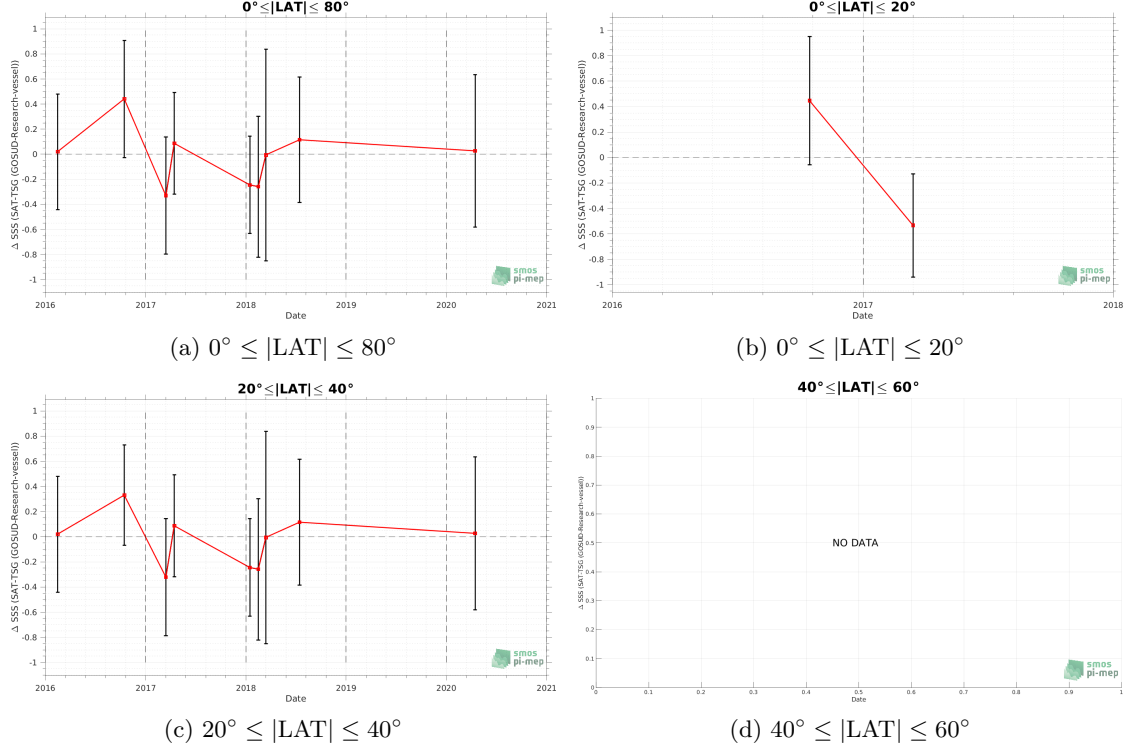 0°≤|LAT|≤ 80°
Δ SSS (SAT-TSG (GOSUD-Research-vessel))
1
0.8
0.6
0.4
0.2
0
-0.2
-0.4
-0.6
-0.8
-1
2016 2017 2018 2019 2020 2021
Date
smos
pi-mep
(a) 0° ≤ |LAT| ≤ 80°
0°≤|LAT|≤ 20°
Δ SSS (SAT-TSG (GOSUD-Research-vessel))
1
0.8
0.6
0.4
0.2
0
-0.2
-0.4
-0.6
-0.8
-1
2016 2017 2018
Date
smos
pi-mep
(b) 0° ≤ |LAT| ≤ 20°
20°≤|LAT|≤ 40°
Δ SSS (SAT-TSG (GOSUD-Research-vessel))
1
0.8
0.6
0.4
0.2
0
-0.2
-0.4
-0.6
-0.8
-1
2016 2017 2018 2019 2020 2021
Date
smos
pi-mep
(c) 20° ≤ |LAT| ≤ 40°
40°≤|LAT|≤ 60°
Δ SSS (SAT-TSG (GOSUD-Research-vessel))
1
0.9
0.8
0.7
0.6
0.5
0.4
0.3
0.2
0.1
0
NO DATA
0 0.1 0.2 0.3 0.4 0.5 0.6 0.7 0.8 0.9 1
Date
smos
pi-mep
(d) 40° ≤ |LAT| ≤ 60°